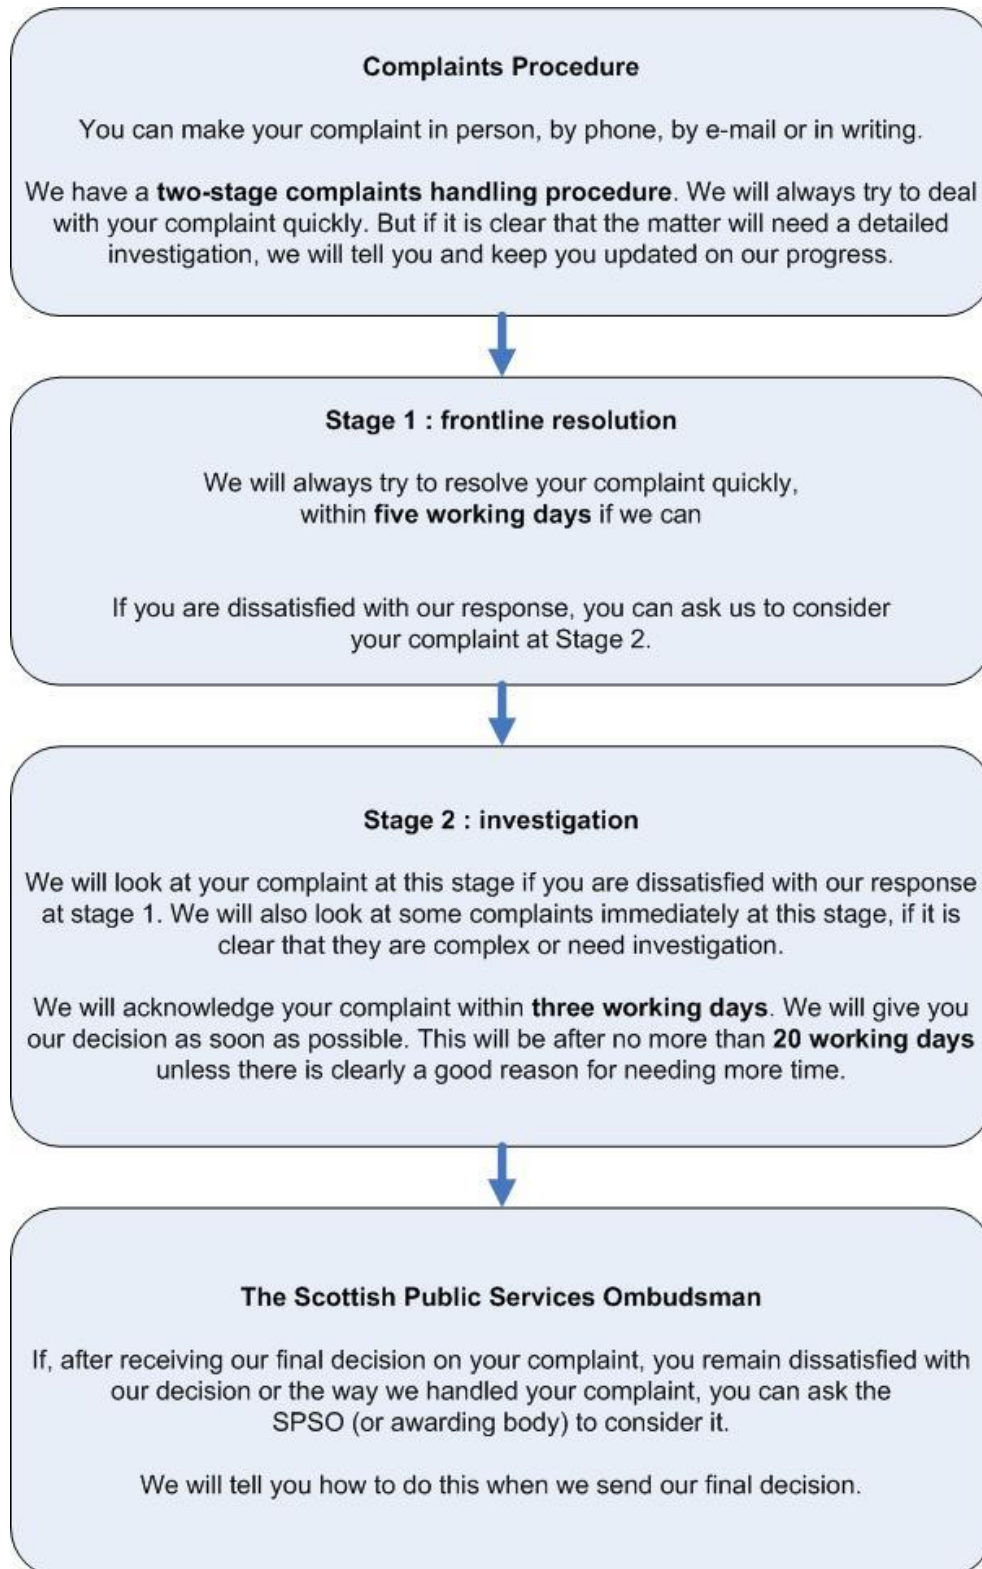 Complaints Procedure
You can make your complaint in person, by phone, by e-mail or in writing.
We have a two-stage complaints handling procedure. We will always try to deal
with your complaint quickly. But if it is clear that the matter will need a detailed
investigation, we will tell you and keep you updated on our progress.
Stage 1 : frontline resolution
We will always try to resolve your complaint quickly,
within five working days if we can
If you are dissatisfied with our response, you can ask us to consider
your complaint at Stage 2.
Stage 2 : investigation
We will look at your complaint at this stage if you are dissatisfied with our response
at stage 1. We will also look at some complaints immediately at this stage, if it is
clear that they are complex or need investigation.
We will acknowledge your complaint within three working days. We will give you
our decision as soon as possible. This will be after no more than 20 working days
unless there is clearly a good reason for needing more time.
The Scottish Public Services Ombudsman
If, after receiving our final decision on your complaint, you remain dissatisfied with
our decision or the way we handled your complaint, you can ask the
SPSO (or awarding body) to consider it.
We will tell you how to do this when we send our final decision.